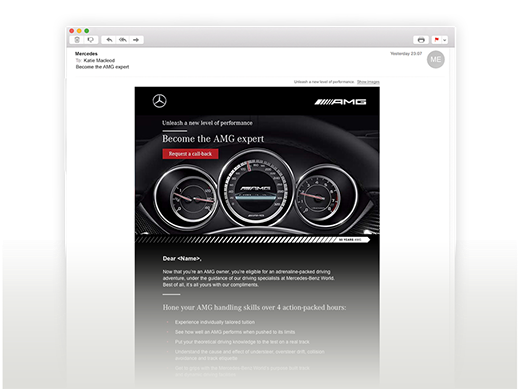 Mercedes
Yesterday 23:07
To: Katie Macleod
ME
Become the AMG expert
Unleash a new level of performance. Show images
AMG
Unleash a new level of performance
Become the AMG expert
Request a call-back
AMG
50 YEARS AMG
Dear <Name>,
Now that you're an AMG owner, you're eligible for an adrenaline-packed driving
adventure, under the guidance of our driving specialists at Mercedes-Benz World.
Best of all, it's all yours with our compliments.
Hone your AMG handling skills over 4 action-packed hours:
Experience individually tailored tuition
See how well an AMG performs when pushed to its limits
Put your theoretical driving knowledge to the test on a real track
Understand the cause and effect of understeer, oversteer, drift, collision
avoidance and track etiquette